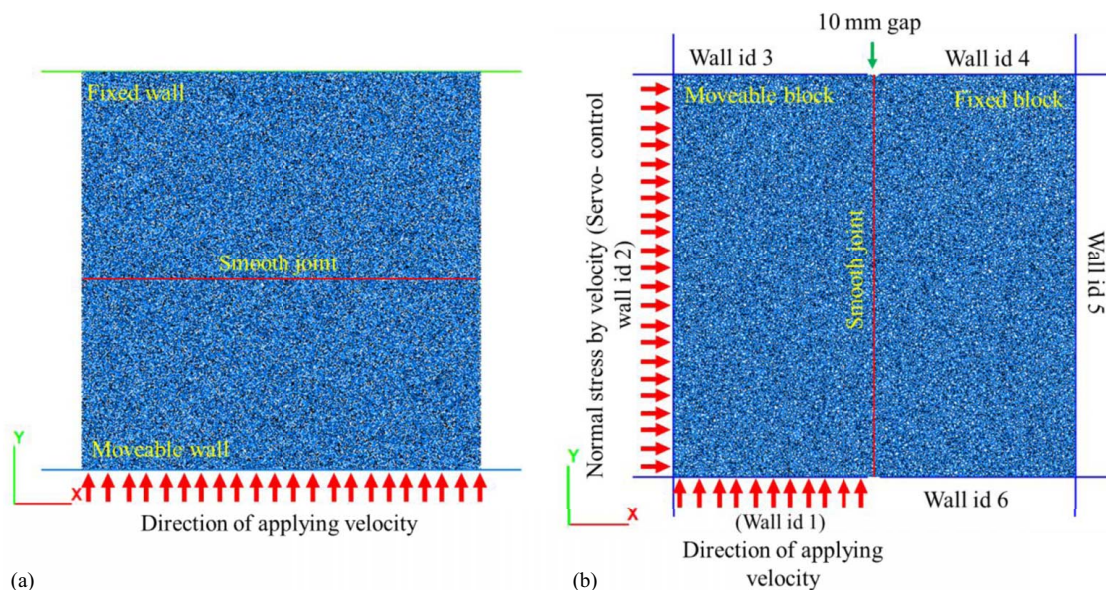 Fixed wall
Smooth joint
Moveable wall
Y
X
Direction of applying velocity
(a)
10 mm gap
(b)
Wall id 3
Wall id 4
Moveable block
Fixed block
Normal stress by velocity (Servo- control
wall id 2)
Smooth joint
Wall id 5
Y
X
(Wall id 1)
Wall id 6
Direction of applying
velocity